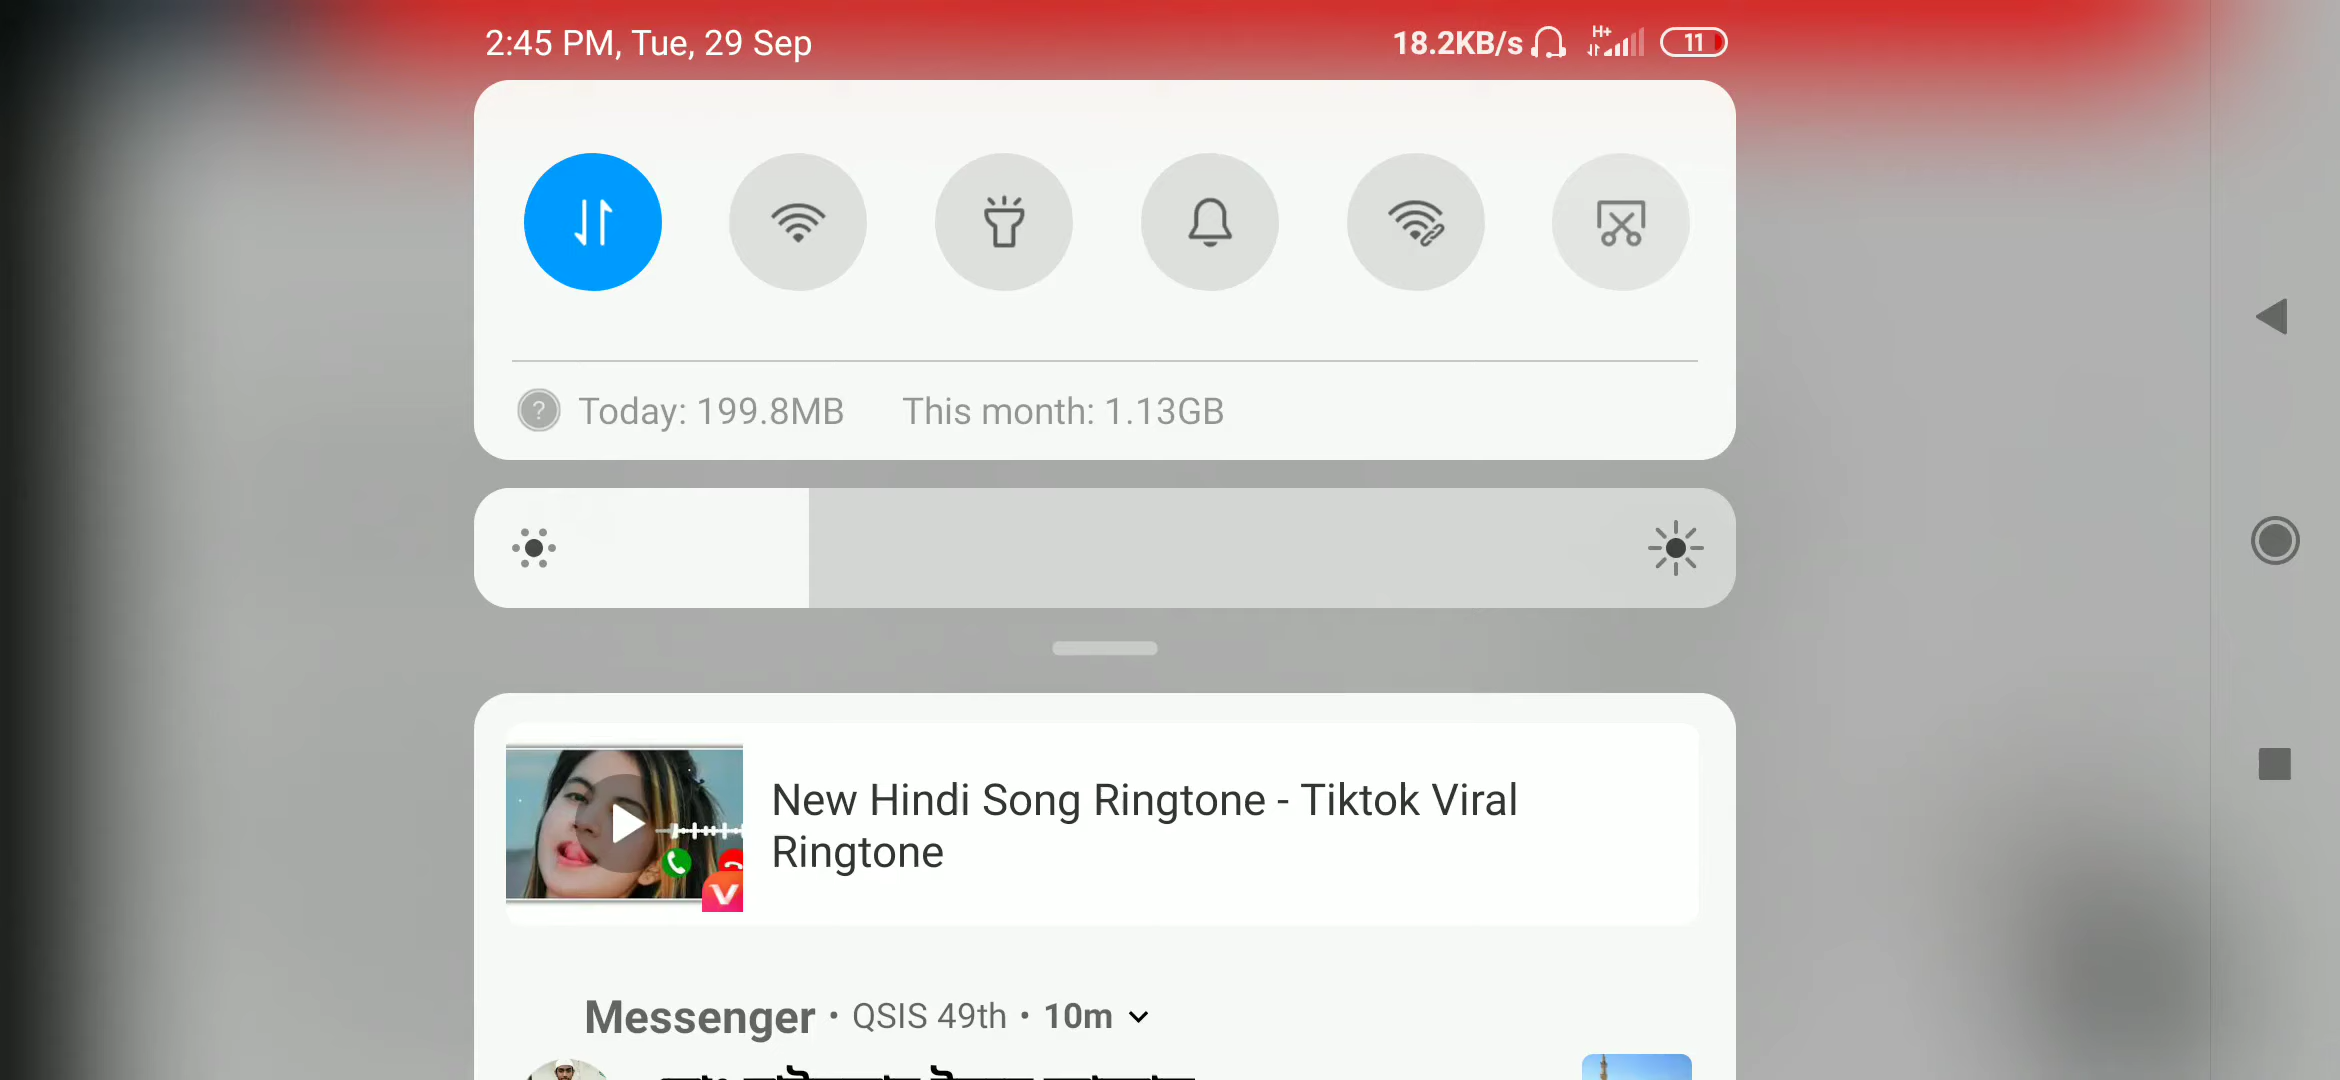 2:45 PM, Tue, 29 Sep
18.2KB/s H+ 11
Today: 199.8MB This month: 1.13GB
New Hindi Song Ringtone - Tiktok Viral
Ringtone
Messenger • QSIS 49th • 10m